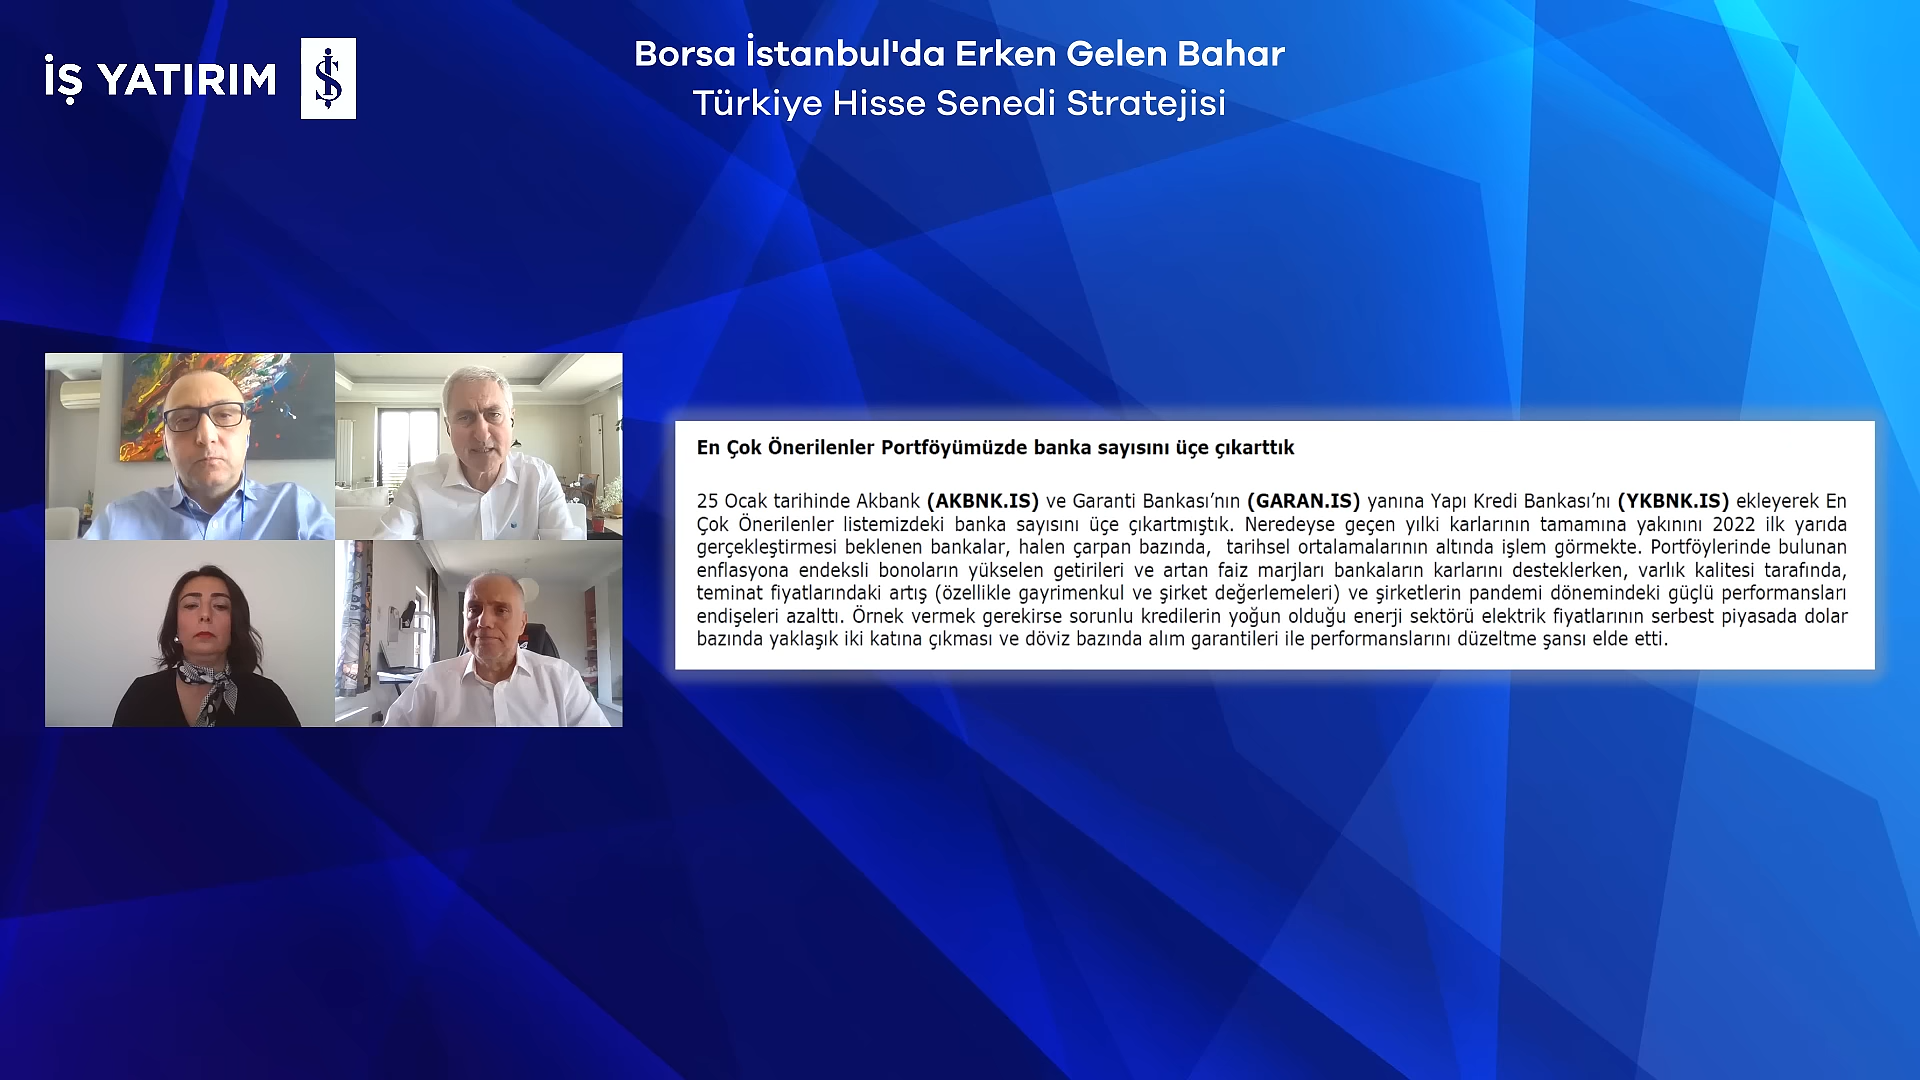 İŞ YATIRIM
Borsa İstanbul'da Erken Gelen Bahar
Türkiye Hisse Senedi Stratejisi
En Çok Önerilenler Portföyümüzde banka sayısını üçe çıkarttık
25 Ocak tarihinde Akbank (AKBNK.IS) ve Garanti Bankası’nın (GARAN.IS) yanına Yapı Kredi Bankası’nı (YKBNK.IS) ekleyerek En
Çok Önerilenler listemizdeki banka sayısını üçe çıkartmıştık. Neredeyse geçen yılki karlarının tamamına yakınını 2022 ilk yarıda
gerçekleştirmesi beklenen bankalar, halen çarpan bazında, tarihsel ortalamalarının altında işlem görmekte. Portföylerinde bulunan
enflasyona endeksli bonoların yükselen getirileri ve artan faiz marjları bankaların karlarını desteklerken, varlık kalitesi tarafında,
teminat fiyatlarındaki artış (özellikle gayrimenkul ve şirket değerlemeleri) ve şirketlerin pandemi dönemindeki güçlü performansları
endişeleri azalttı. Örnek vermek gerekirse sorunlu kredilerin yoğun olduğu enerji sektörü elektrik fiyatlarının serbest piyasada dolar
bazında yaklaşık iki katına çıkması ve döviz bazında alım garantileri ile performanslarını düzeltme şansı elde etti.